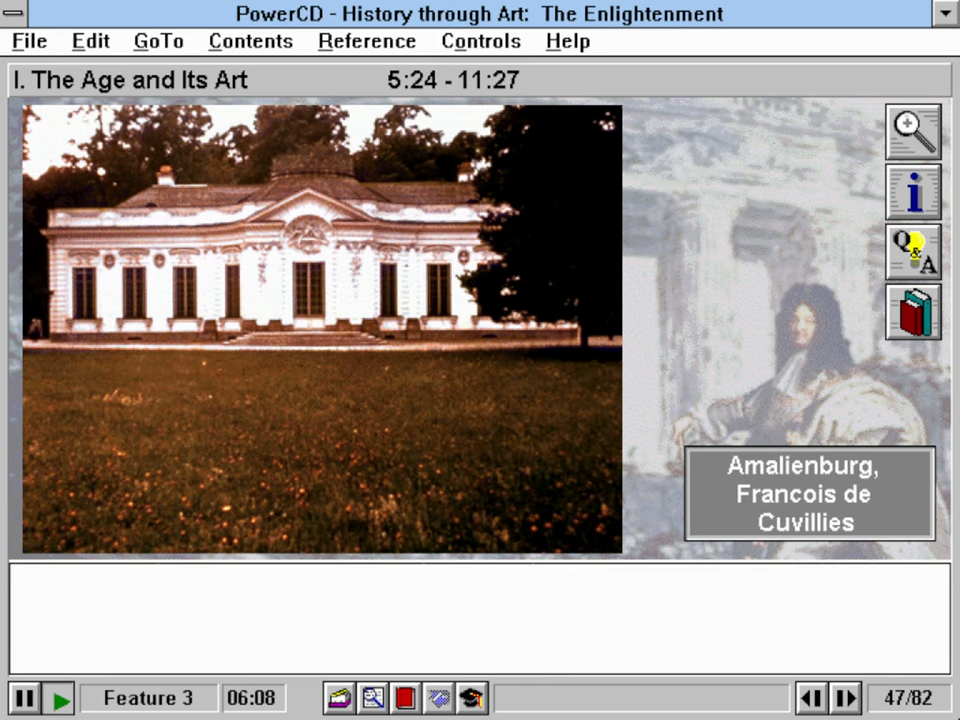 PowerCD - History through Art: The Enlightenment
File Edit GoTo Contents Reference Controls Help
I. The Age and Its Art 5:24 - 11:27
i
Q & A
Amalienburg,
Francois de
Cuvillies
Feature 3 06:08 47/82